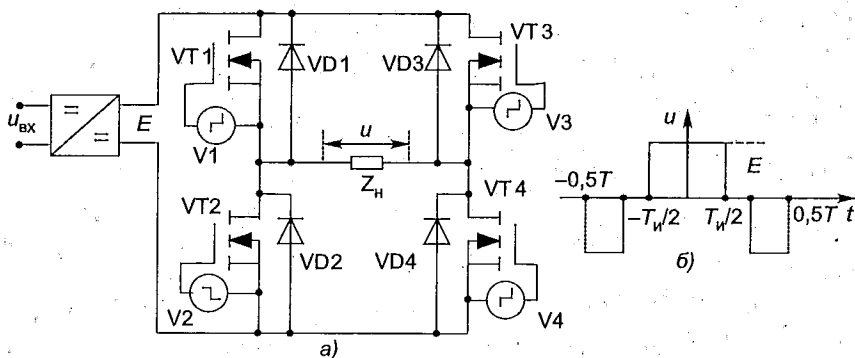 VT1
VD1
VD3
VT3
uвх
=
=
E
V1
u
Zн
V3
VT2
VD2
VD4
VT4
V2
V4
а)
u
E
−0,5T
−Tи/2
Tи/2
0,5T
t
б)